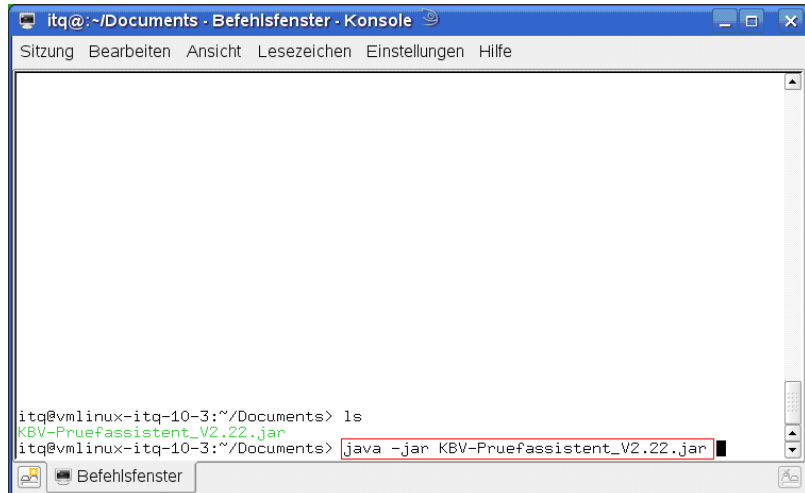 itq@:~/Documents - Befehlsfenster - Konsole
Sitzung Bearbeiten Ansicht Lesezeichen Einstellungen Hilfe
itq@vmlinux-itq-10-3:~/Documents> ls
KBV-Pruefassistent_V2.22.jar
itq@vmlinux-itq-10-3:~/Documents> java -jar KBV-Pruefassistent_V2.22.jar
Befehlsfenster